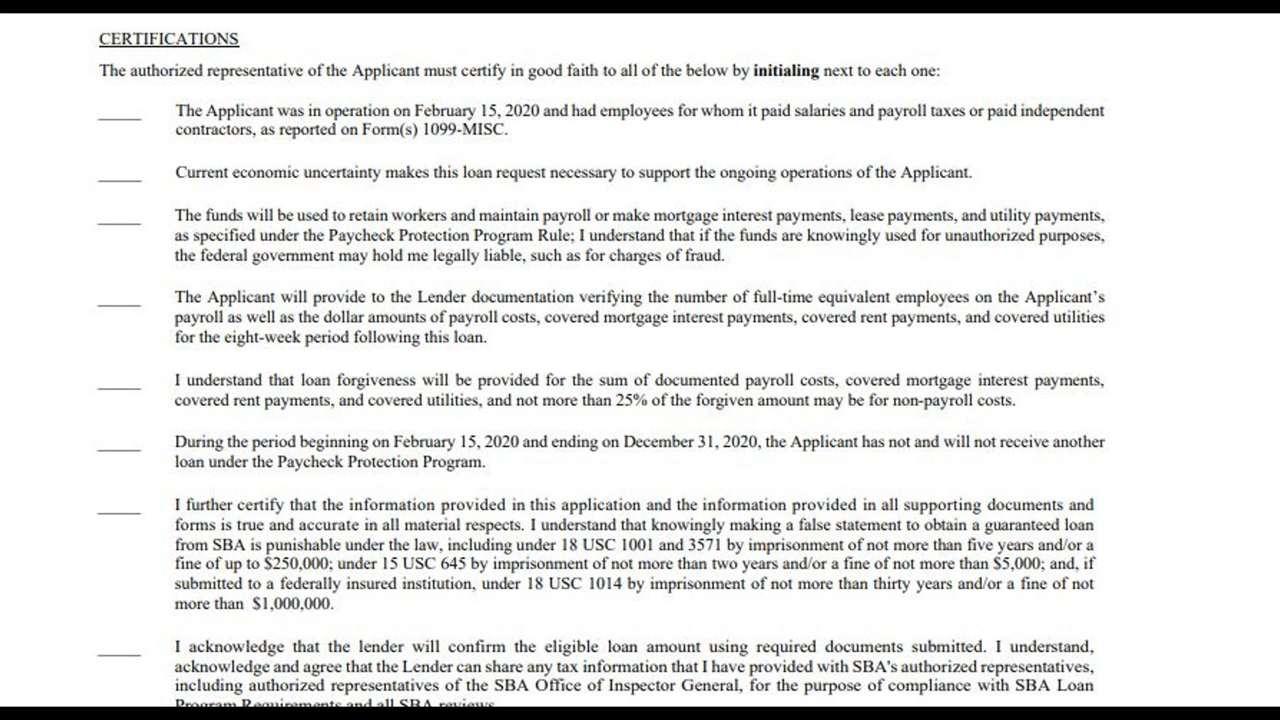 CERTIFICATIONS
The authorized representative of the Applicant must certify in good faith to all of the below by initialing next to each one:
The Applicant was in operation on February 15, 2020 and had employees for whom it paid salaries and payroll taxes or paid independent
contractors, as reported on Form(s) 1099-MISC.
Current economic uncertainty makes this loan request necessary to support the ongoing operations of the Applicant.
The funds will be used to retain workers and maintain payroll or make mortgage interest payments, lease payments, and utility payments,
as specified under the Paycheck Protection Program Rule; I understand that if the funds are knowingly used for unauthorized purposes,
the federal government may hold me legally liable, such as for charges of fraud.
The Applicant will provide to the Lender documentation verifying the number of full-time equivalent employees on the Applicant's
payroll as well as the dollar amounts of payroll costs, covered mortgage interest payments, covered rent payments, and covered utilities
for the eight-week period following this loan.
I understand that loan forgiveness will be provided for the sum of documented payroll costs, covered mortgage interest payments,
covered rent payments, and covered utilities, and not more than 25% of the forgiven amount may be for non-payroll costs.
During the period beginning on February 15, 2020 and ending on December 31, 2020, the Applicant has not and will not receive another
loan under the Paycheck Protection Program.
I further certify that the information provided in this application and the information provided in all supporting documents and
forms is true and accurate in all material respects. I understand that knowingly making a false statement to obtain a guaranteed loan
from SBA is punishable under the law, including under 18 USC 1001 and 3571 by imprisonment of not more than five years and/or a
fine of up to $250,000; under 15 USC 645 by imprisonment of not more than two years and/or a fine of not more than $5,000; and, if
submitted to a federally insured institution, under 18 USC 1014 by imprisonment of not more than thirty years and/or a fine of not
more than $1,000,000.
I acknowledge that the lender will confirm the eligible loan amount using required documents submitted. I understand,
acknowledge and agree that the Lender can share any tax information that I have provided with SBA's authorized representatives,
including authorized representatives of the SBA Office of Inspector General, for the purpose of compliance with SBA Loan
Program Requirements and all SBA reviews.